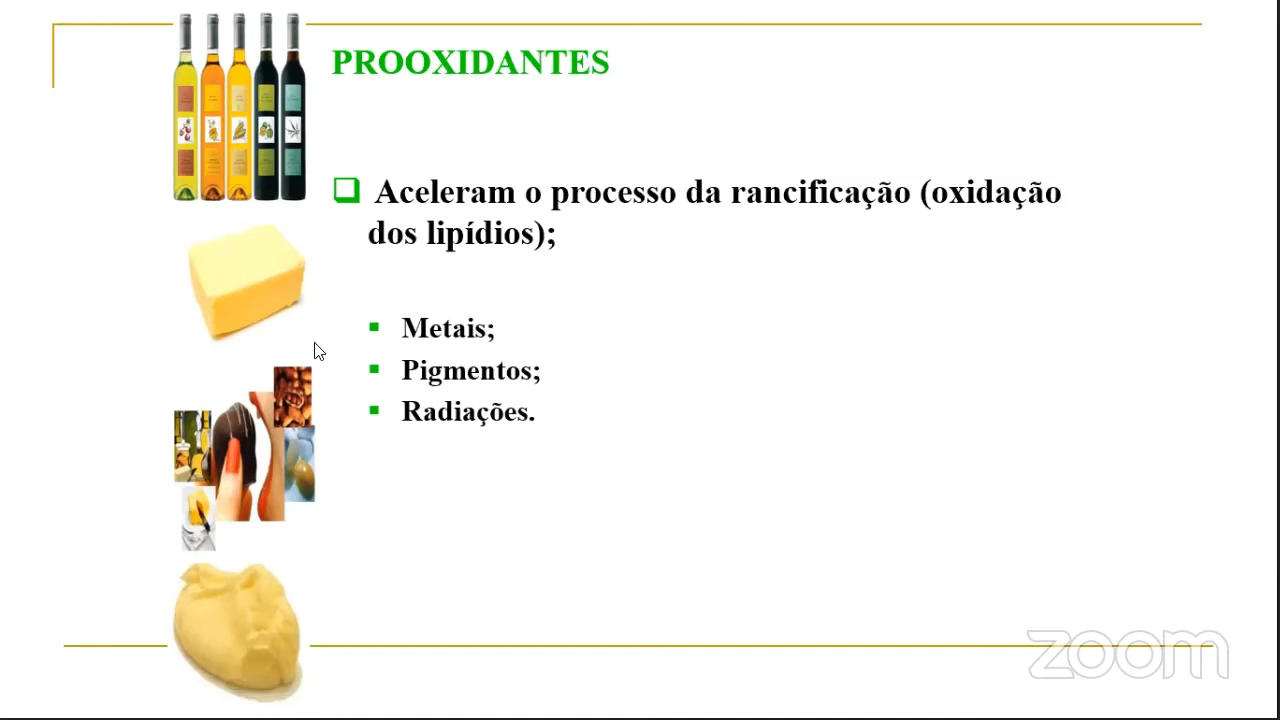 PROOXIDANTES
Aceleram o processo da rancificação (oxidação
dos lipídios);
Metais;
Pigmentos;
Radiações.
zoom